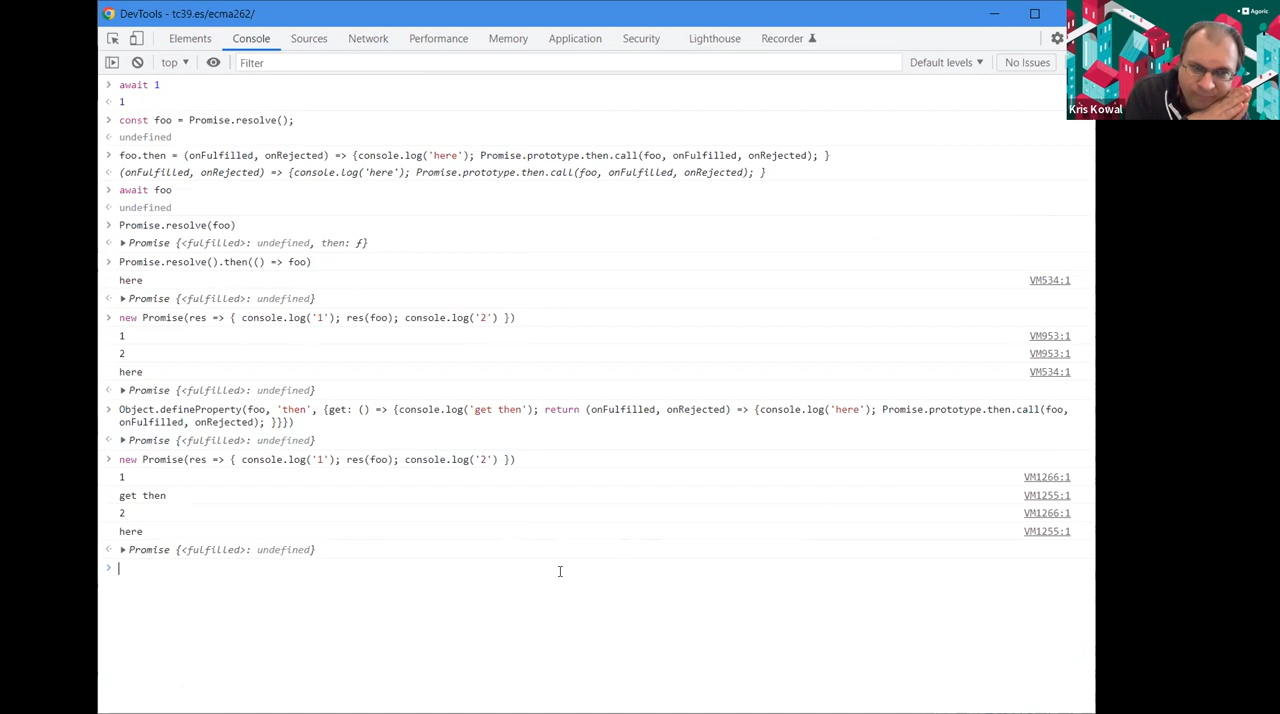 DevTools - tc39.es/ecma262/
Agoric
Elements Console Sources Network Performance Memory Application Security Lighthouse Recorder
top ▾ Filter Default levels ▾ No Issues
Kris Kowal
> await 1
1
> const foo = Promise.resolve();
undefined
> foo.then = (onFulfilled, onRejected) => {console.log('here'); Promise.prototype.then.call(foo, onFulfilled, onRejected); }
(onFulfilled, onRejected) => {console.log('here'); Promise.prototype.then.call(foo, onFulfilled, onRejected); }
> await foo
undefined
> Promise.resolve(foo)
▶ Promise {<fulfilled>: undefined, then: ƒ}
> Promise.resolve().then(() => foo)
here VM534:1
▶ Promise {<fulfilled>: undefined}
> new Promise(res => { console.log('1'); res(foo); console.log('2') })
1 VM953:1
2 VM953:1
here VM534:1
▶ Promise {<fulfilled>: undefined}
> Object.defineProperty(foo, 'then', {get: () => {console.log('get then'); return (onFulfilled, onRejected) => {console.log('here'); Promise.prototype.then.call(foo,
onFulfilled, onRejected); }}})
▶ Promise {<fulfilled>: undefined}
> new Promise(res => { console.log('1'); res(foo); console.log('2') })
1 VM1266:1
get then VM1255:1
2 VM1266:1
here VM1255:1
▶ Promise {<fulfilled>: undefined}
>